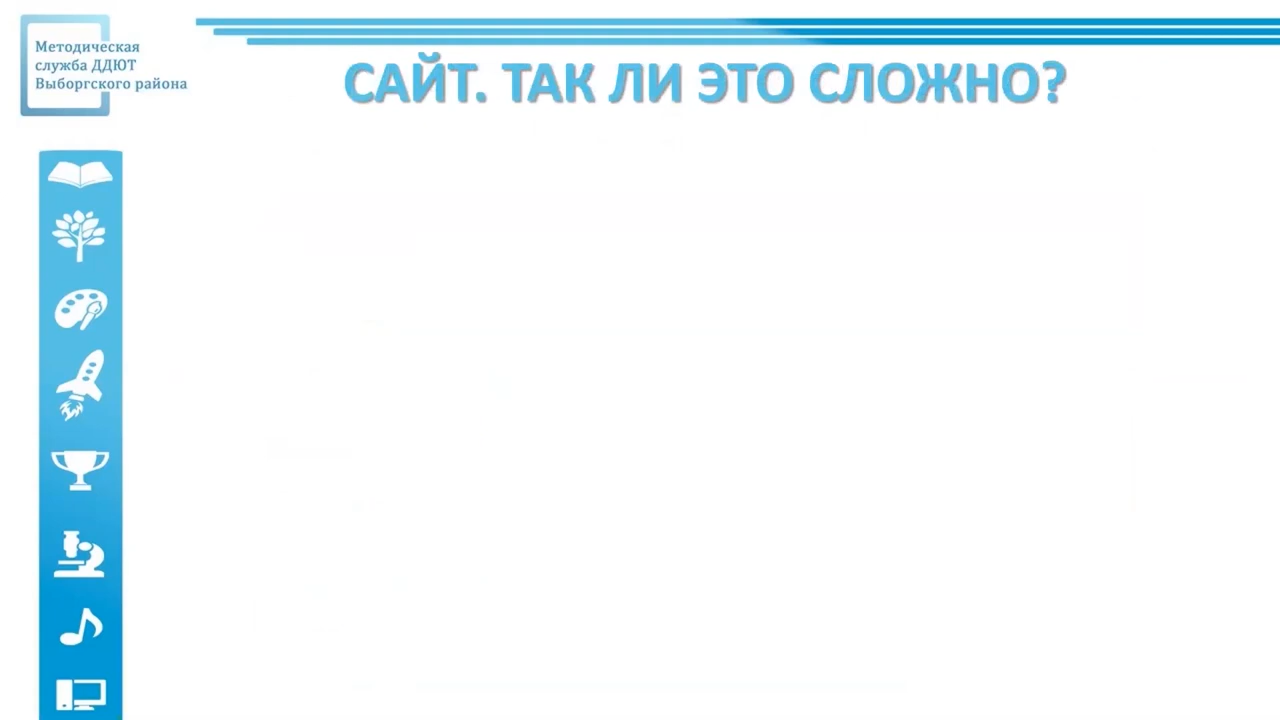 Методическая
служба ДДЮТ
Выборгского района
САЙТ. ТАК ЛИ ЭТО СЛОЖНО?